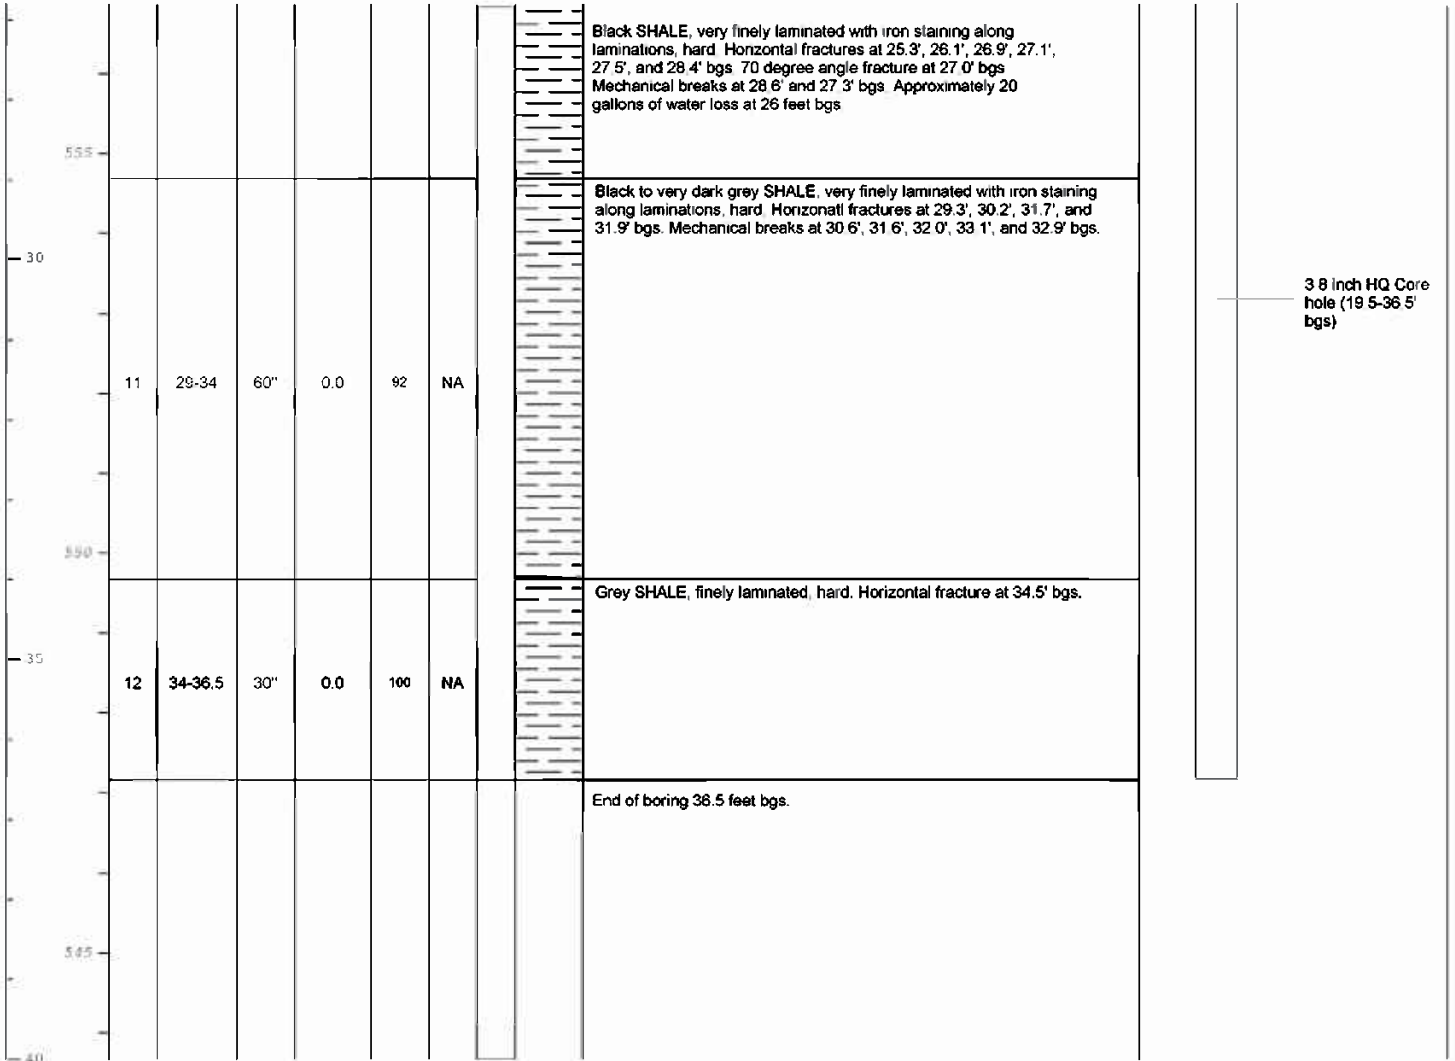 Black SHALE, very finely laminated with iron staining along
laminations, hard. Horizontal fractures at 25.3', 26.1', 26.9', 27.1',
27.5', and 28.4' bgs. 70 degree angle fracture at 27.0' bgs
Mechanical breaks at 28.6' and 27.3' bgs. Approximately 20
gallons of water loss at 26 feet bgs
555
Black to very dark grey SHALE, very finely laminated with iron staining
along laminations, hard. Horizonatl fractures at 29.3', 30.2', 31.7', and
31.9' bgs. Mechanical breaks at 30.6', 31.6', 32.0', 33.1', and 32.9' bgs.
30
3.8 inch HQ Core
hole (19.5-36.5'
bgs)
11 29-34 60" 0.0 92 NA
550
Grey SHALE, finely laminated, hard. Horizontal fracture at 34.5' bgs.
35
12 34-36.5 30" 0.0 100 NA
End of boring 36.5 feet bgs.
545
40